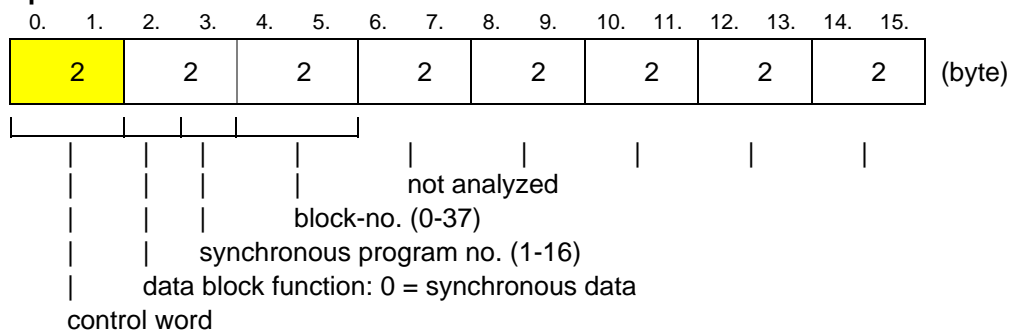 0. 1. 2. 3. 4. 5. 6. 7. 8. 9. 10. 11. 12. 13. 14. 15.
2 2 2 2 2 2 2 2 (byte)
not analyzed
block-no. (0-37)
synchronous program no. (1-16)
data block function: 0 = synchronous data
control word